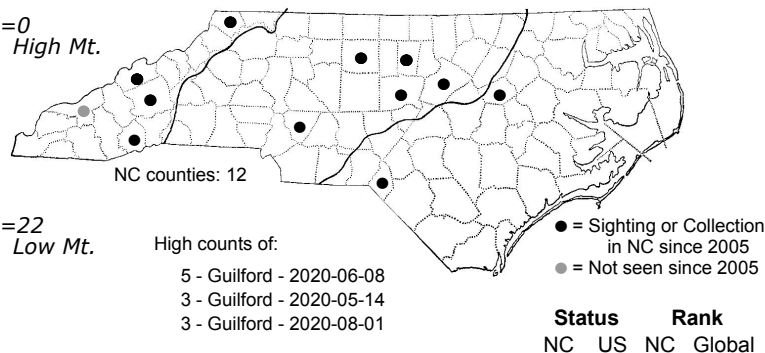 =0
High Mt.
NC counties: 12
=22
Low Mt.
High counts of:
5 - Guilford - 2020-06-08
3 - Guilford - 2020-05-14
3 - Guilford - 2020-08-01
= Sighting or Collection
in NC since 2005
= Not seen since 2005
Status Rank
NC US NC Global